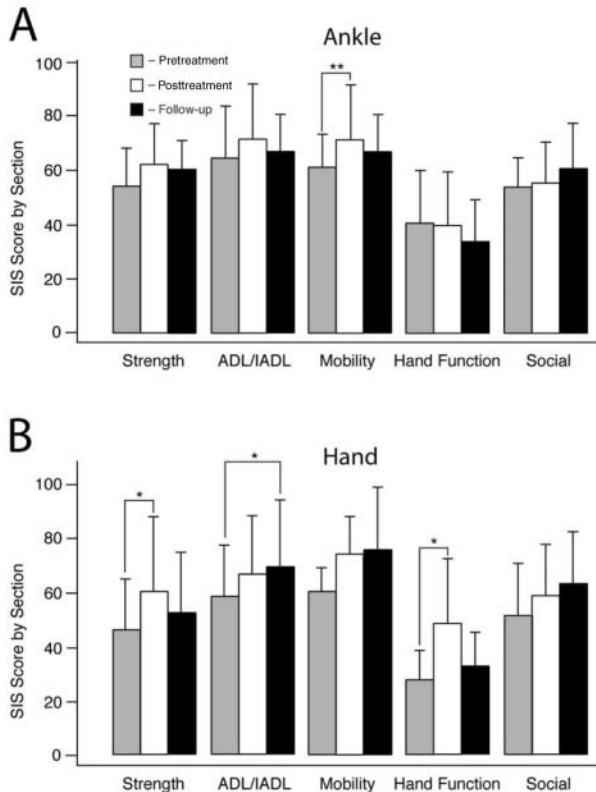 A
Ankle
– Pretreatment
– Posttreatment
– Follow-up
**
SIS Score by Section
100
80
60
40
20
0
Strength ADL/IADL Mobility Hand Function Social
B
Hand
*
*
*
SIS Score by Section
100
80
60
40
20
0
Strength ADL/IADL Mobility Hand Function Social